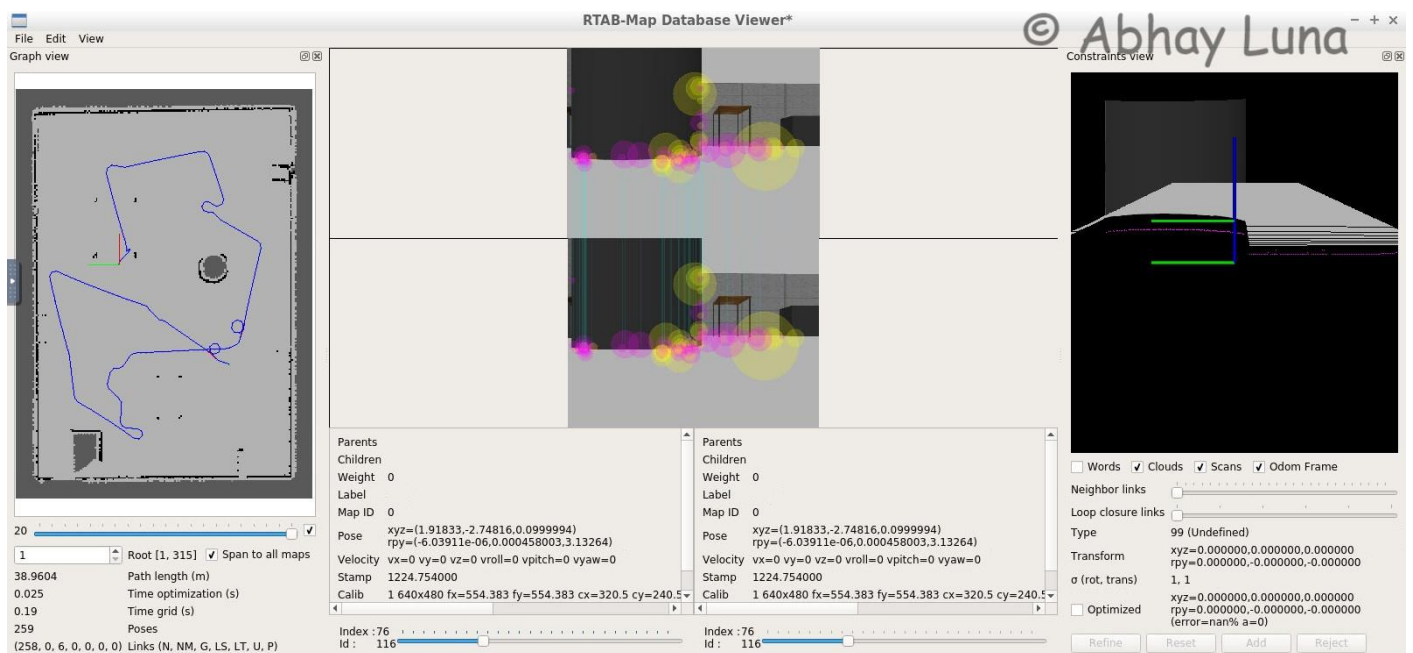 RTAB-Map Database Viewer*
© Abhay Luna
File Edit View
Graph view
Constraints view
Parents
Children
Weight 0
Label
Map ID 0
Pose xyz=(1.91833,-2.74816,0.0999994)
rpy=(-6.03911e-06,0.000458003,3.13264)
Velocity vx=0 vy=0 vz=0 vroll=0 vpitch=0 vyaw=0
Stamp 1224.754000
Calib 1 640x480 fx=554.383 fy=554.383 cx=320.5 cy=240.5
Index :76
Id : 116
Parents
Children
Weight 0
Label
Map ID 0
Pose xyz=(1.91833,-2.74816,0.0999994)
rpy=(-6.03911e-06,0.000458003,3.13264)
Velocity vx=0 vy=0 vz=0 vroll=0 vpitch=0 vyaw=0
Stamp 1224.754000
Calib 1 640x480 fx=554.383 fy=554.383 cx=320.5 cy=240.5
Index :76
Id : 116
20
1 Root [1, 315] Span to all maps
38.9604 Path length (m)
0.025 Time optimization (s)
0.19 Time grid (s)
259 Poses
(258, 0, 6, 0, 0, 0, 0) Links (N, NM, G, LS, LT, U, P)
Words Clouds Scans Odom Frame
Neighbor links
Loop closure links
Type 99 (Undefined)
Transform xyz=0.000000,0.000000,0.000000
rpy=0.000000,-0.000000,-0.000000
σ (rot, trans) 1, 1
Optimized xyz=0.000000,0.000000,0.000000
rpy=0.000000,-0.000000,-0.000000
(error=nan% a=0)
Refine Reset Add Reject